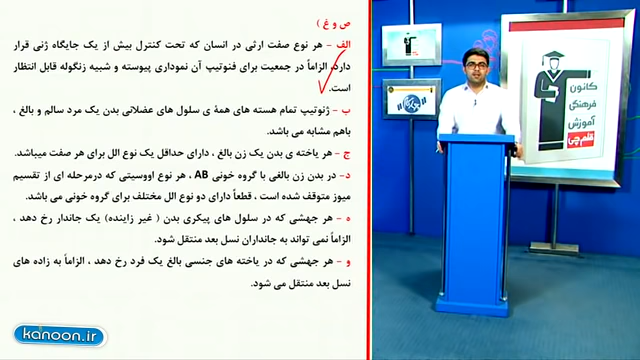 ص و غ )
الف - هر نوع صفت ارثی در انسان که تحت کنترل بیش از یک جایگاه ژنی قرار
دارد، الزاماً در جمعیت برای فنوتیپ آن نموداری پیوسته و شبیه زنگوله قابل انتظار
است.
ب - ژنوتیپ تمام هسته های همۀ ی سلول های عضلانی بدن یک مرد سالم و بالغ ،
باهم مشابه می باشد.
ج - هر یاخته ی بدن یک زن بالغ ، دارای حداقل یک نوع الل برای هر صفت میباشد.
د- در بدن زن بالغی با گروه خونی AB ، هر نوع اووسیتی که درمرحله ای از تقسیم
میوز متوقف شده است ، قطعاً دارای دو نوع الل مختلف برای گروه خونی می باشد.
ه - هر جهشی که در سلول های پیکری بدن ( غیر زاینده) یک جاندار رخ دهد ،
الزاماً نمی تواند به جانداران نسل بعد منتقل شود.
و - هر جهشی که در یاخته های جنسی بالغ یک فرد رخ دهد ، الزاماً به زاده های
نسل بعد منتقل می شود.
kanoon.ir
کانون
فرهنگی
آموزش
قلم‌چی